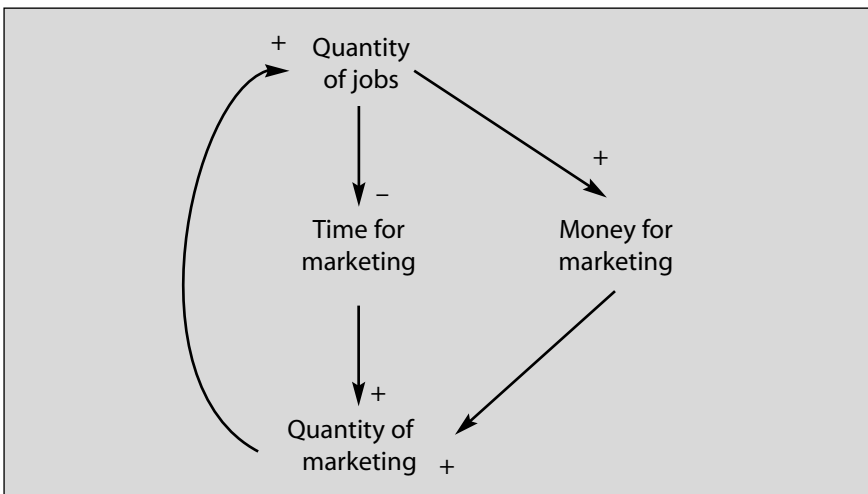 +
Quantity
of jobs
+
–
Time for
marketing
Money for
marketing
+
Quantity of
marketing
+